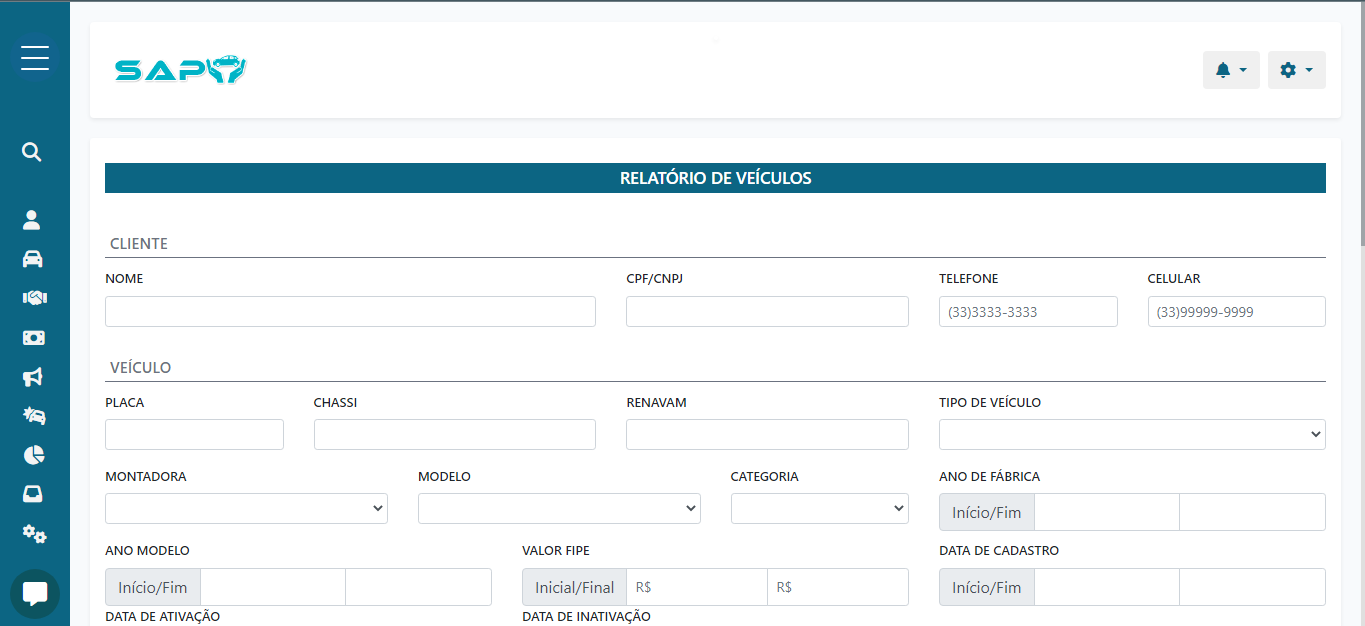 SAPY
RELATÓRIO DE VEÍCULOS
CLIENTE
NOME CPF/CNPJ TELEFONE CELULAR
(33)3333-3333 (33)99999-9999
VEÍCULO
PLACA CHASSI RENAVAM TIPO DE VEÍCULO
MONTADORA MODELO CATEGORIA ANO DE FÁBRICA
Início/Fim
ANO MODELO VALOR FIPE DATA DE CADASTRO
Início/Fim Inicial/Final R$ R$ Início/Fim
DATA DE ATIVAÇÃO DATA DE INATIVAÇÃO